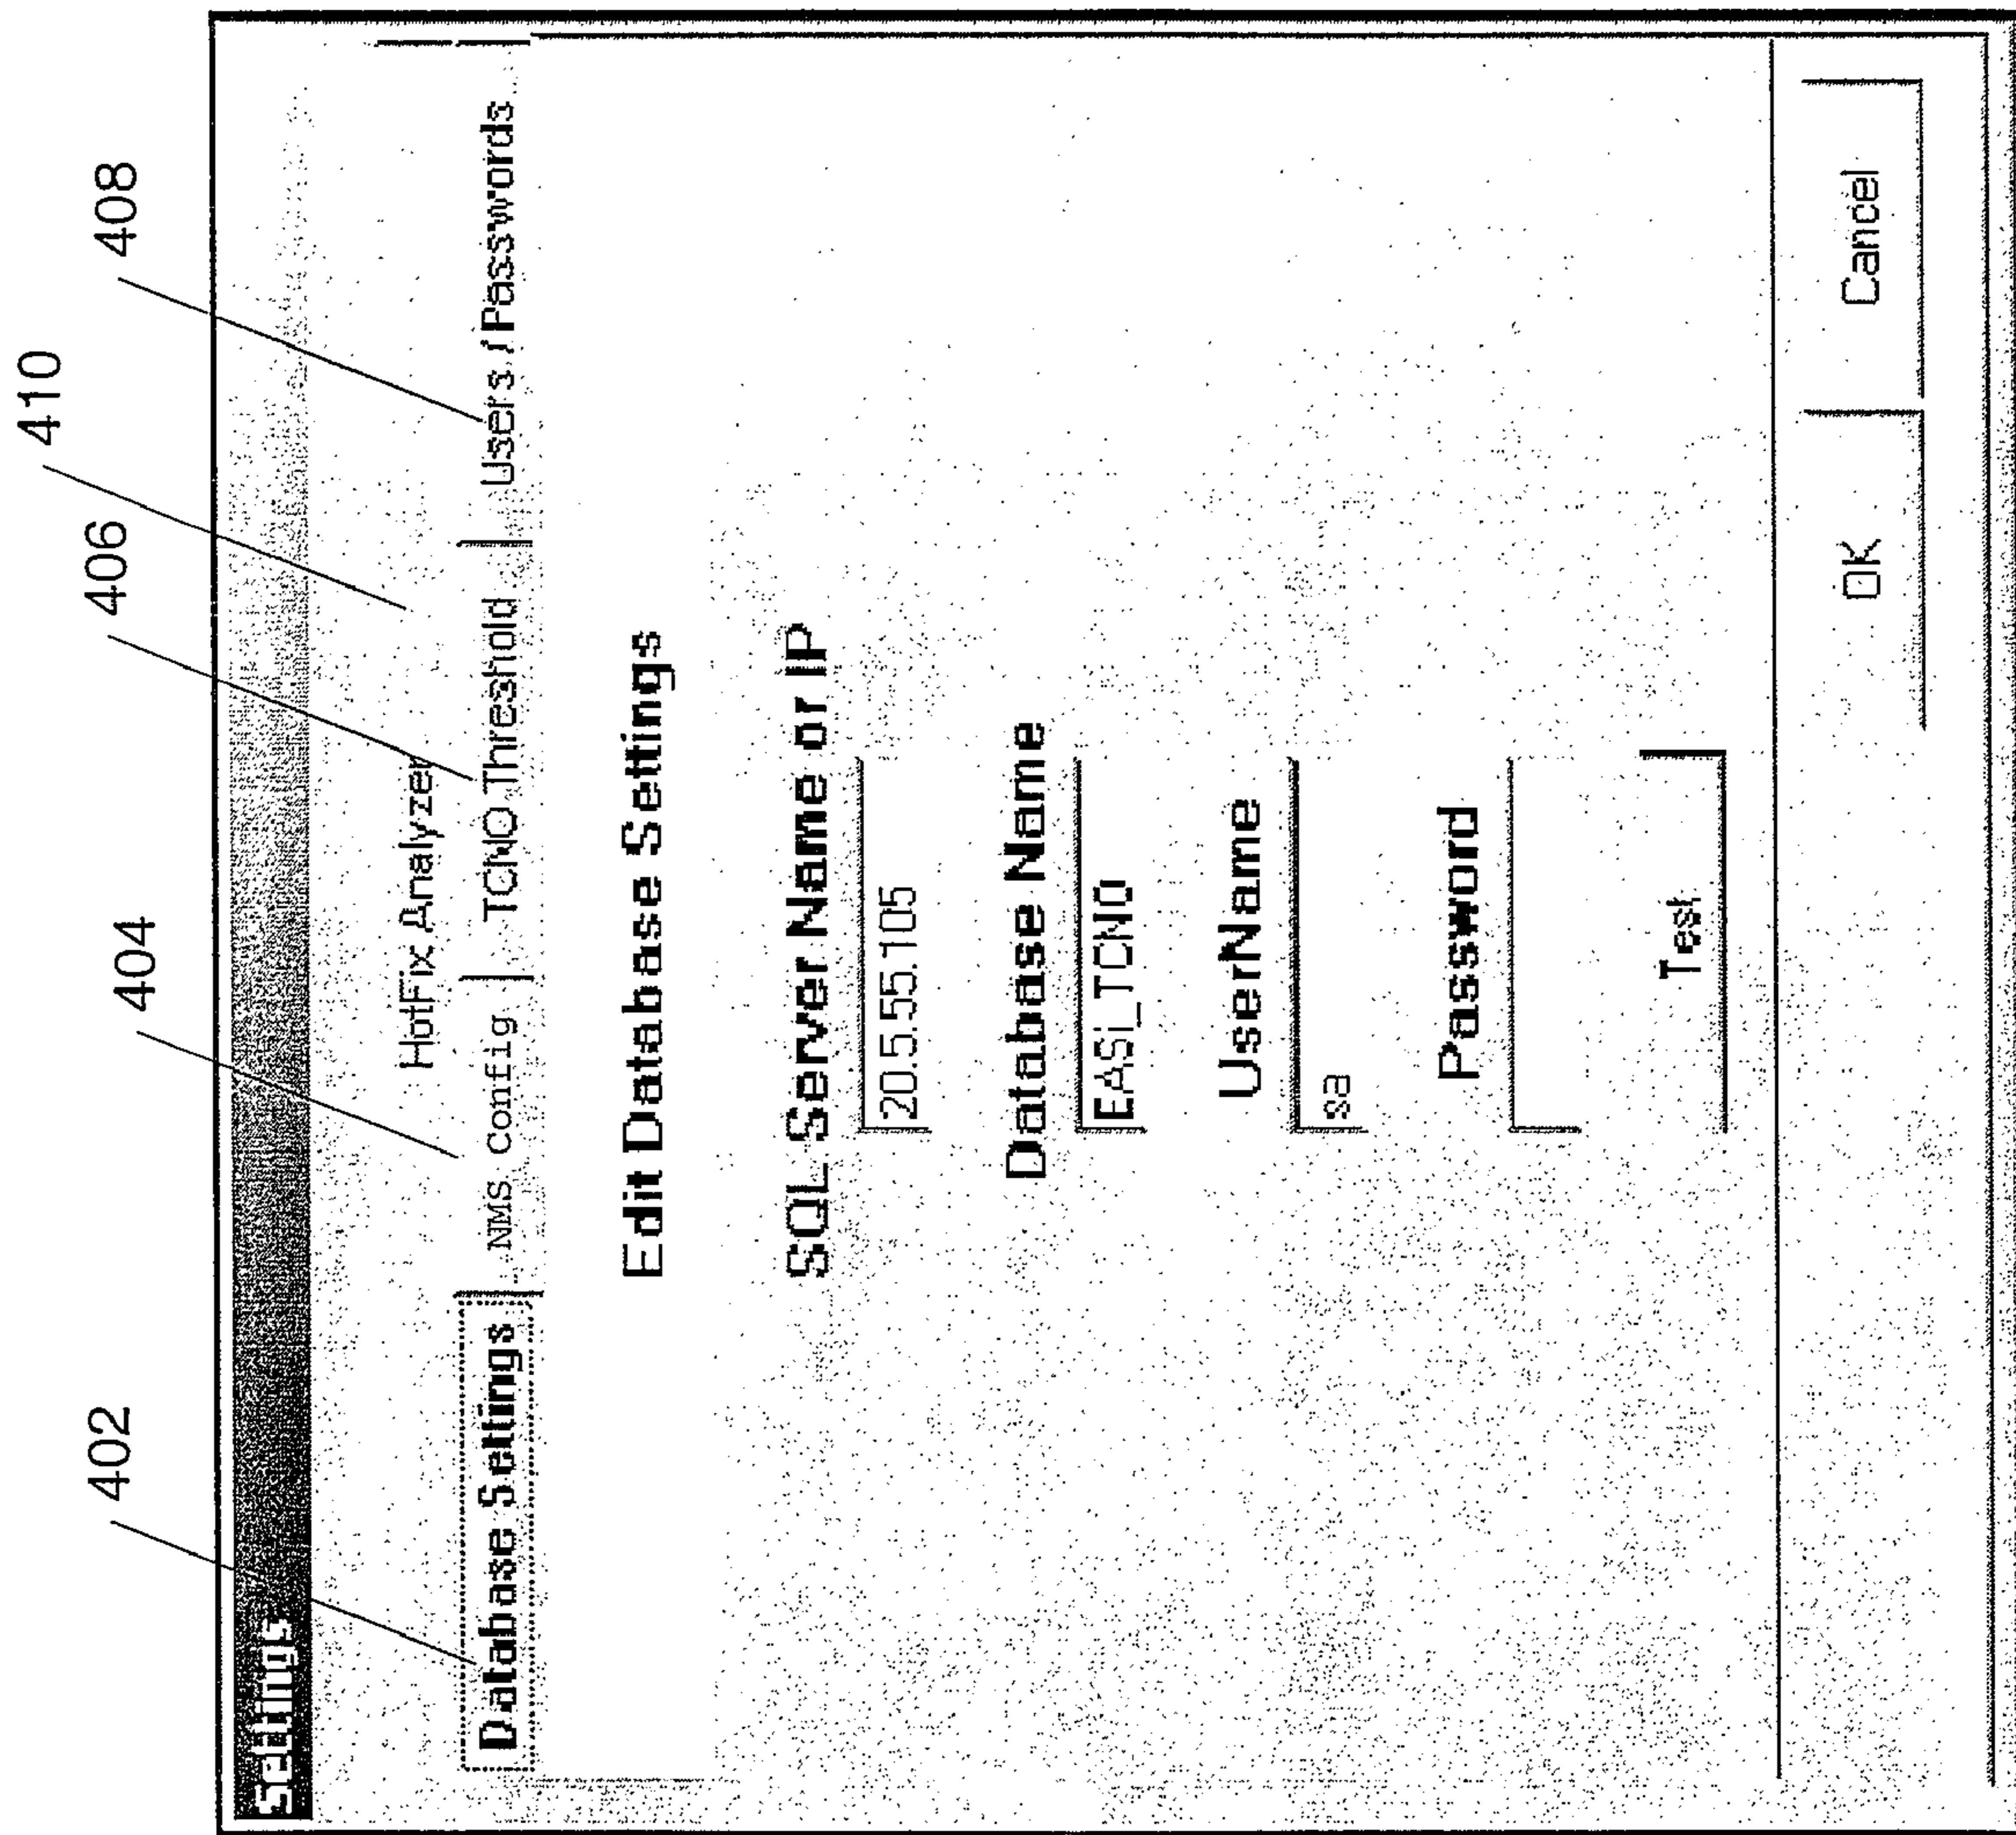 402
404
406
410
408
Settings
HotFix Analyzer
Database Settings
NMS Config
TCNO Threshold
Users / Passwords
Edit Database Settings
SQL Server Name or IP
20.5.55.105
Database Name
EASi_TCNO
UserName
sa
Password
Test
OK
Cancel